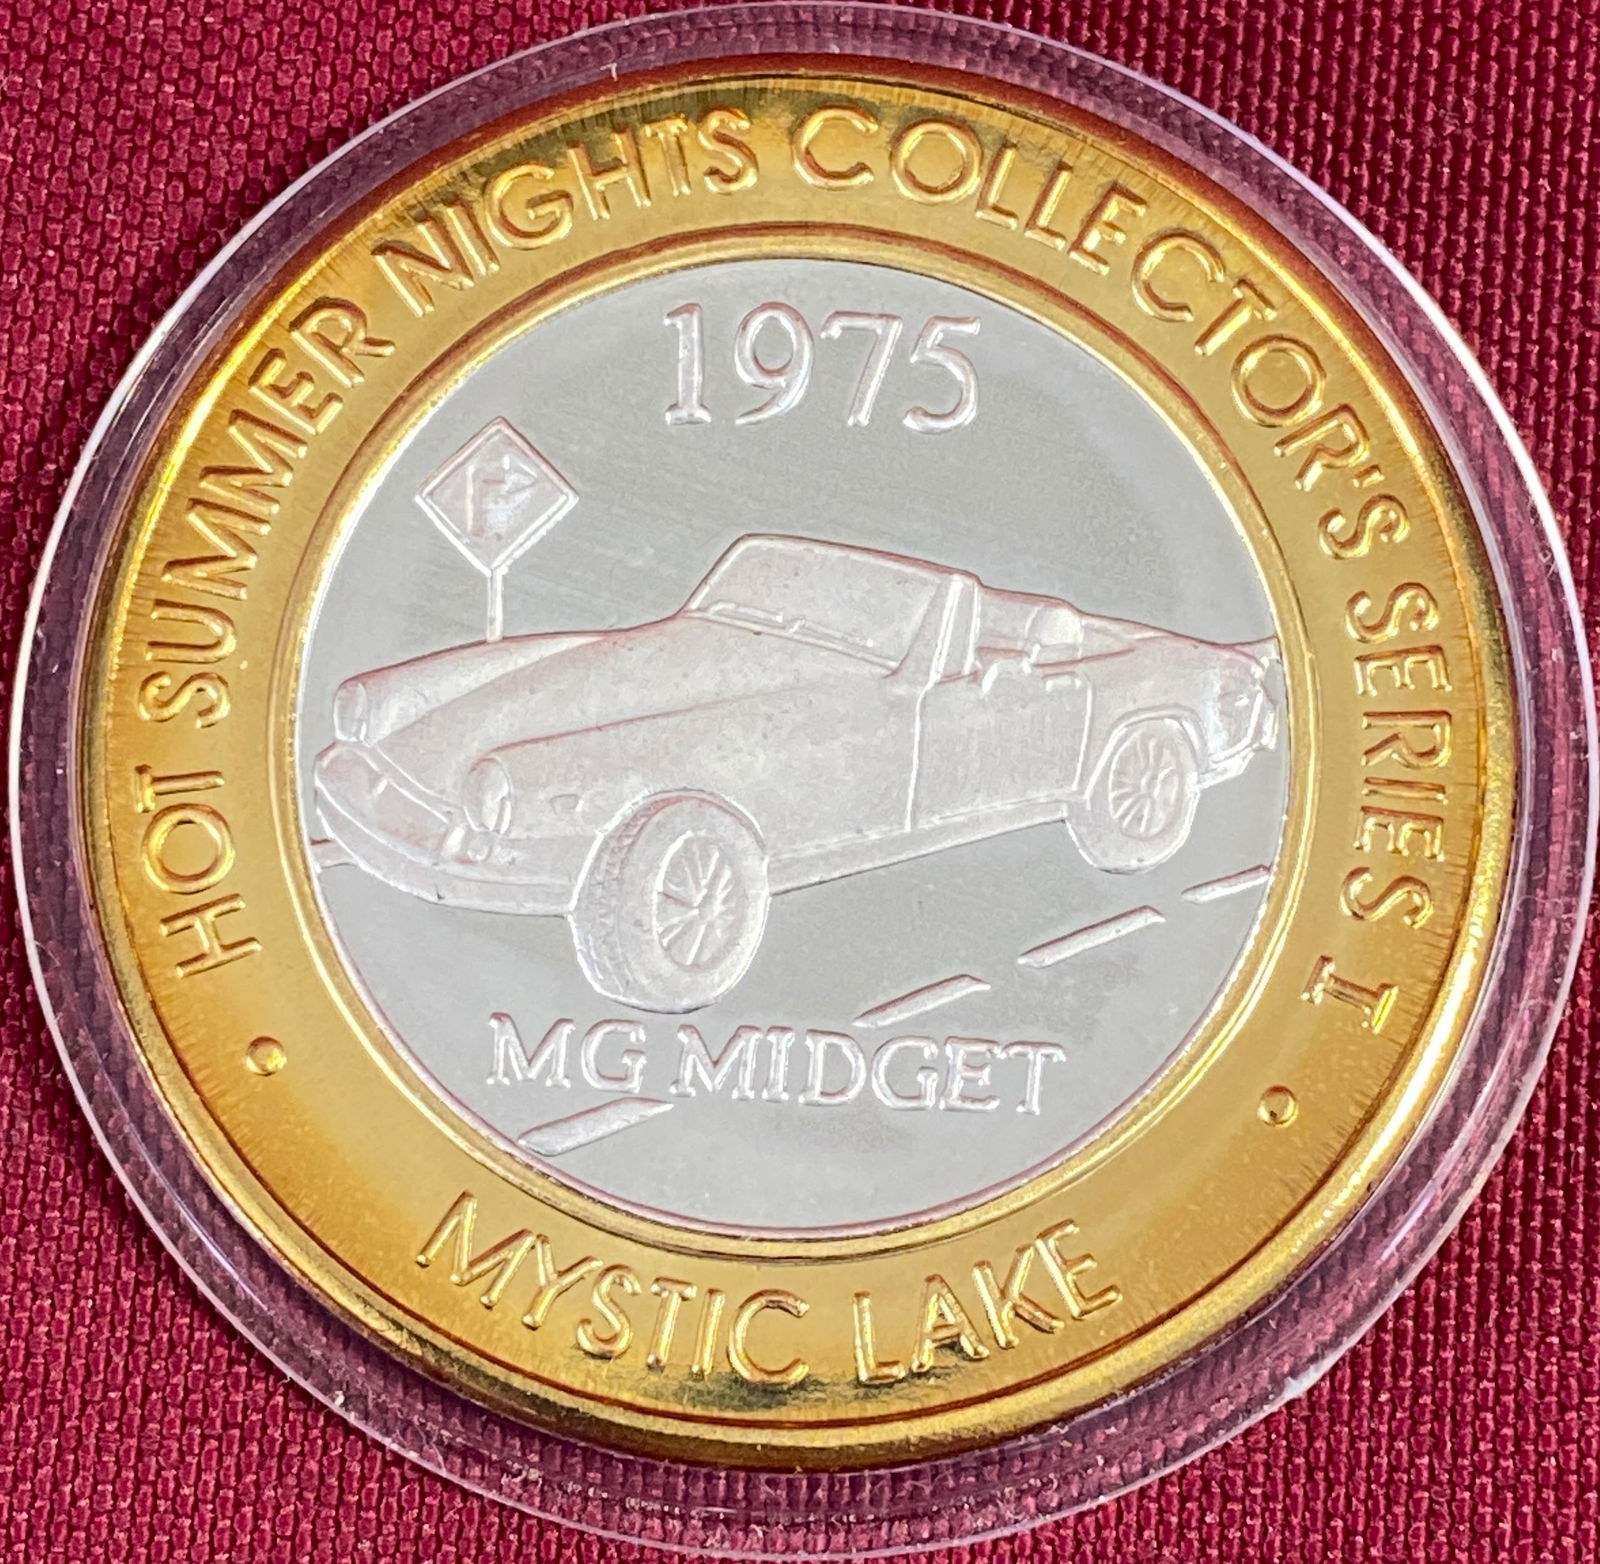 HOT SUMMER NIGHTS COLLECTOR'S SERIES I
1975
MG MIDGET
MYSTIC LAKE